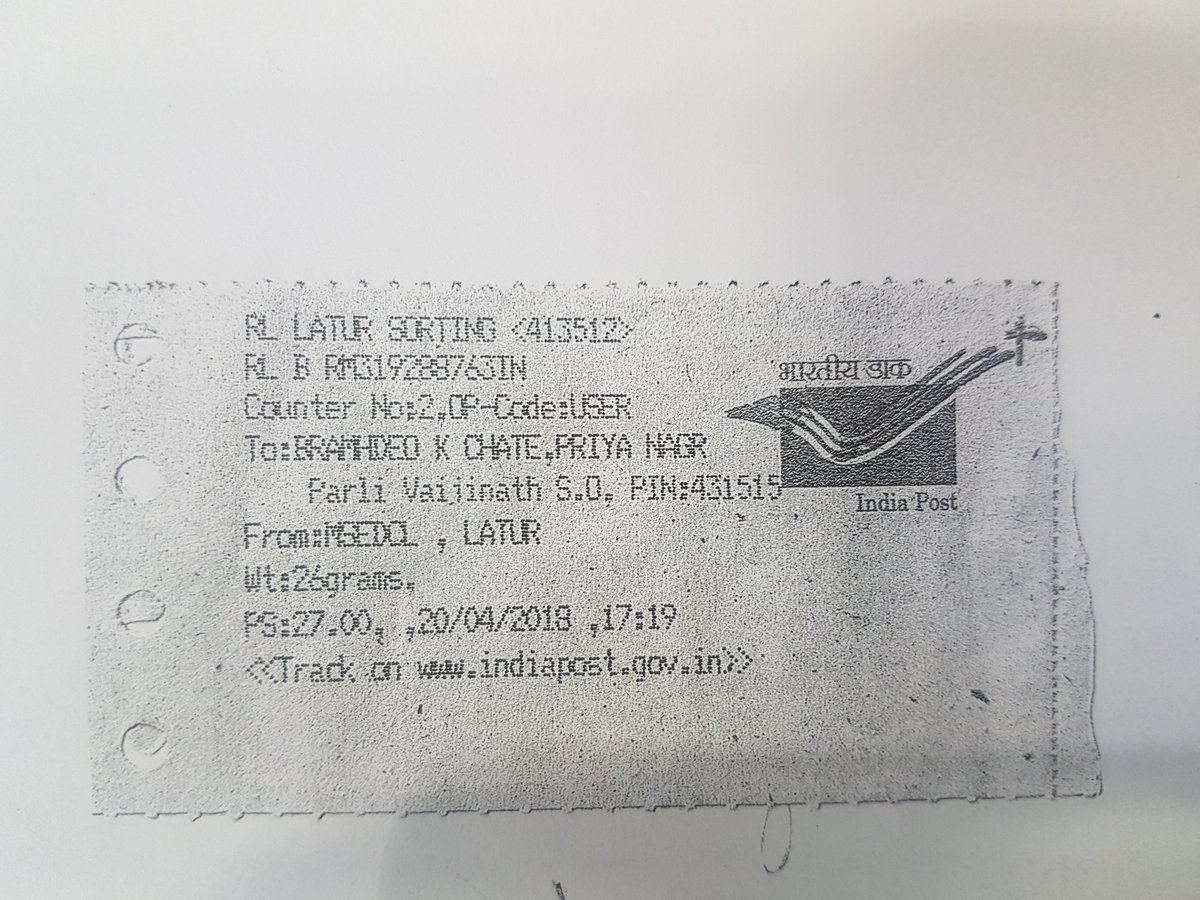 RL LATUR SORTING <413512>
RL B RM319288763IN
Counter No:2,OP-Code:USER
To:BRAMHDEO K CHATE,PRIYA NAGR
Parli Vaijinath S.O, PIN:431515
From:MSEDCL , LATUR
Wt:26grams,
PS:27.00, ,20/04/2018 ,17:19
<<Track on www.indiapost.gov.in>>
भारतीय डाक
India Post